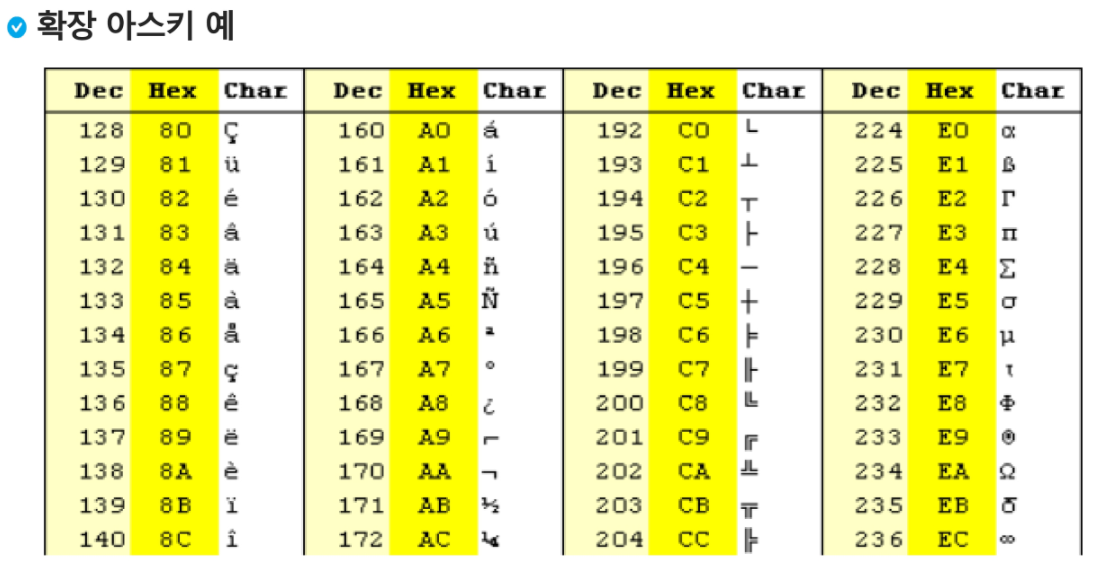 확장 아스키 예
Dec Hex Char Dec Hex Char Dec Hex Char Dec Hex Char
128 80 Ç 160 A0 á 192 C0 └ 224 E0 α
129 81 ü 161 A1 í 193 C1 ┴ 225 E1 ß
130 82 é 162 A2 ó 194 C2 ┬ 226 E2 Γ
131 83 â 163 A3 ú 195 C3 ├ 227 E3 π
132 84 ä 164 A4 ñ 196 C4 ─ 228 E4 Σ
133 85 à 165 A5 Ñ 197 C5 ┼ 229 E5 σ
134 86 å 166 A6 ª 198 C6 ╞ 230 E6 µ
135 87 ç 167 A7 º 199 C7 ╟ 231 E7 τ
136 88 ê 168 A8 ¿ 200 C8 ╚ 232 E8 Φ
137 89 ë 169 A9 ⌐ 201 C9 ╔ 233 E9 Θ
138 8A è 170 AA ¬ 202 CA ╩ 234 EA Ω
139 8B ï 171 AB ½ 203 CB ╦ 235 EB δ
140 8C î 172 AC ¼ 204 CC ╠ 236 EC ∞